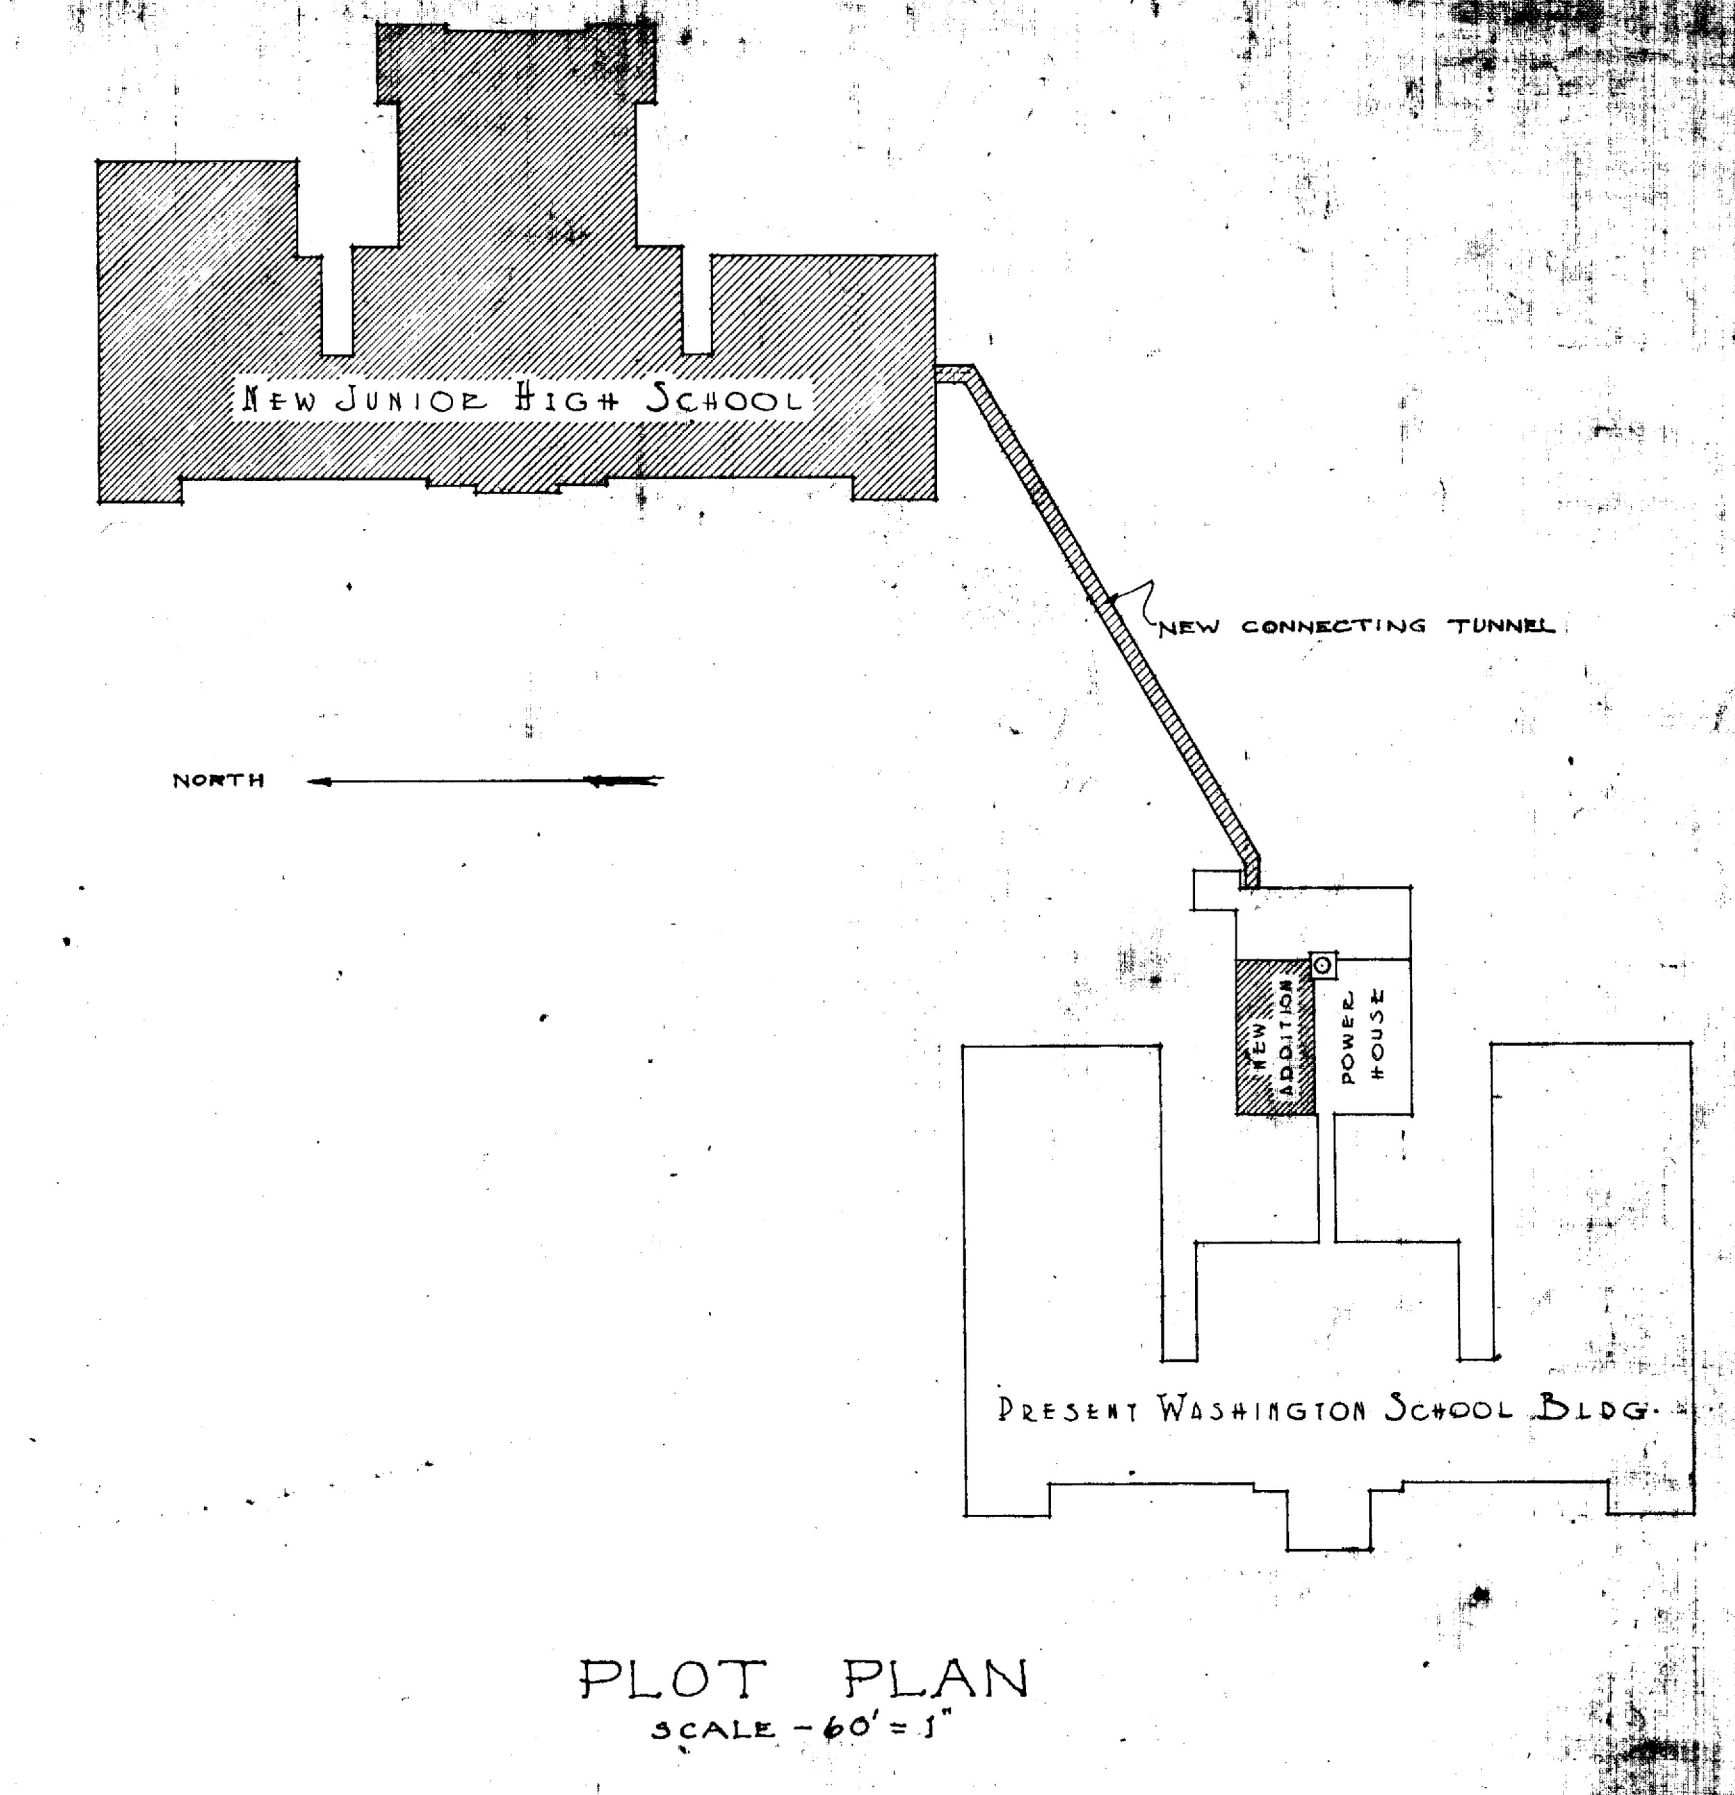 NEW JUNIOR HIGH SCHOOL
NEW CONNECTING TUNNEL
NORTH
NEW
ADDITION
POWER
HOUSE
PRESENT WASHINGTON SCHOOL BLDG.
PLOT PLAN
SCALE - 60' = 1"